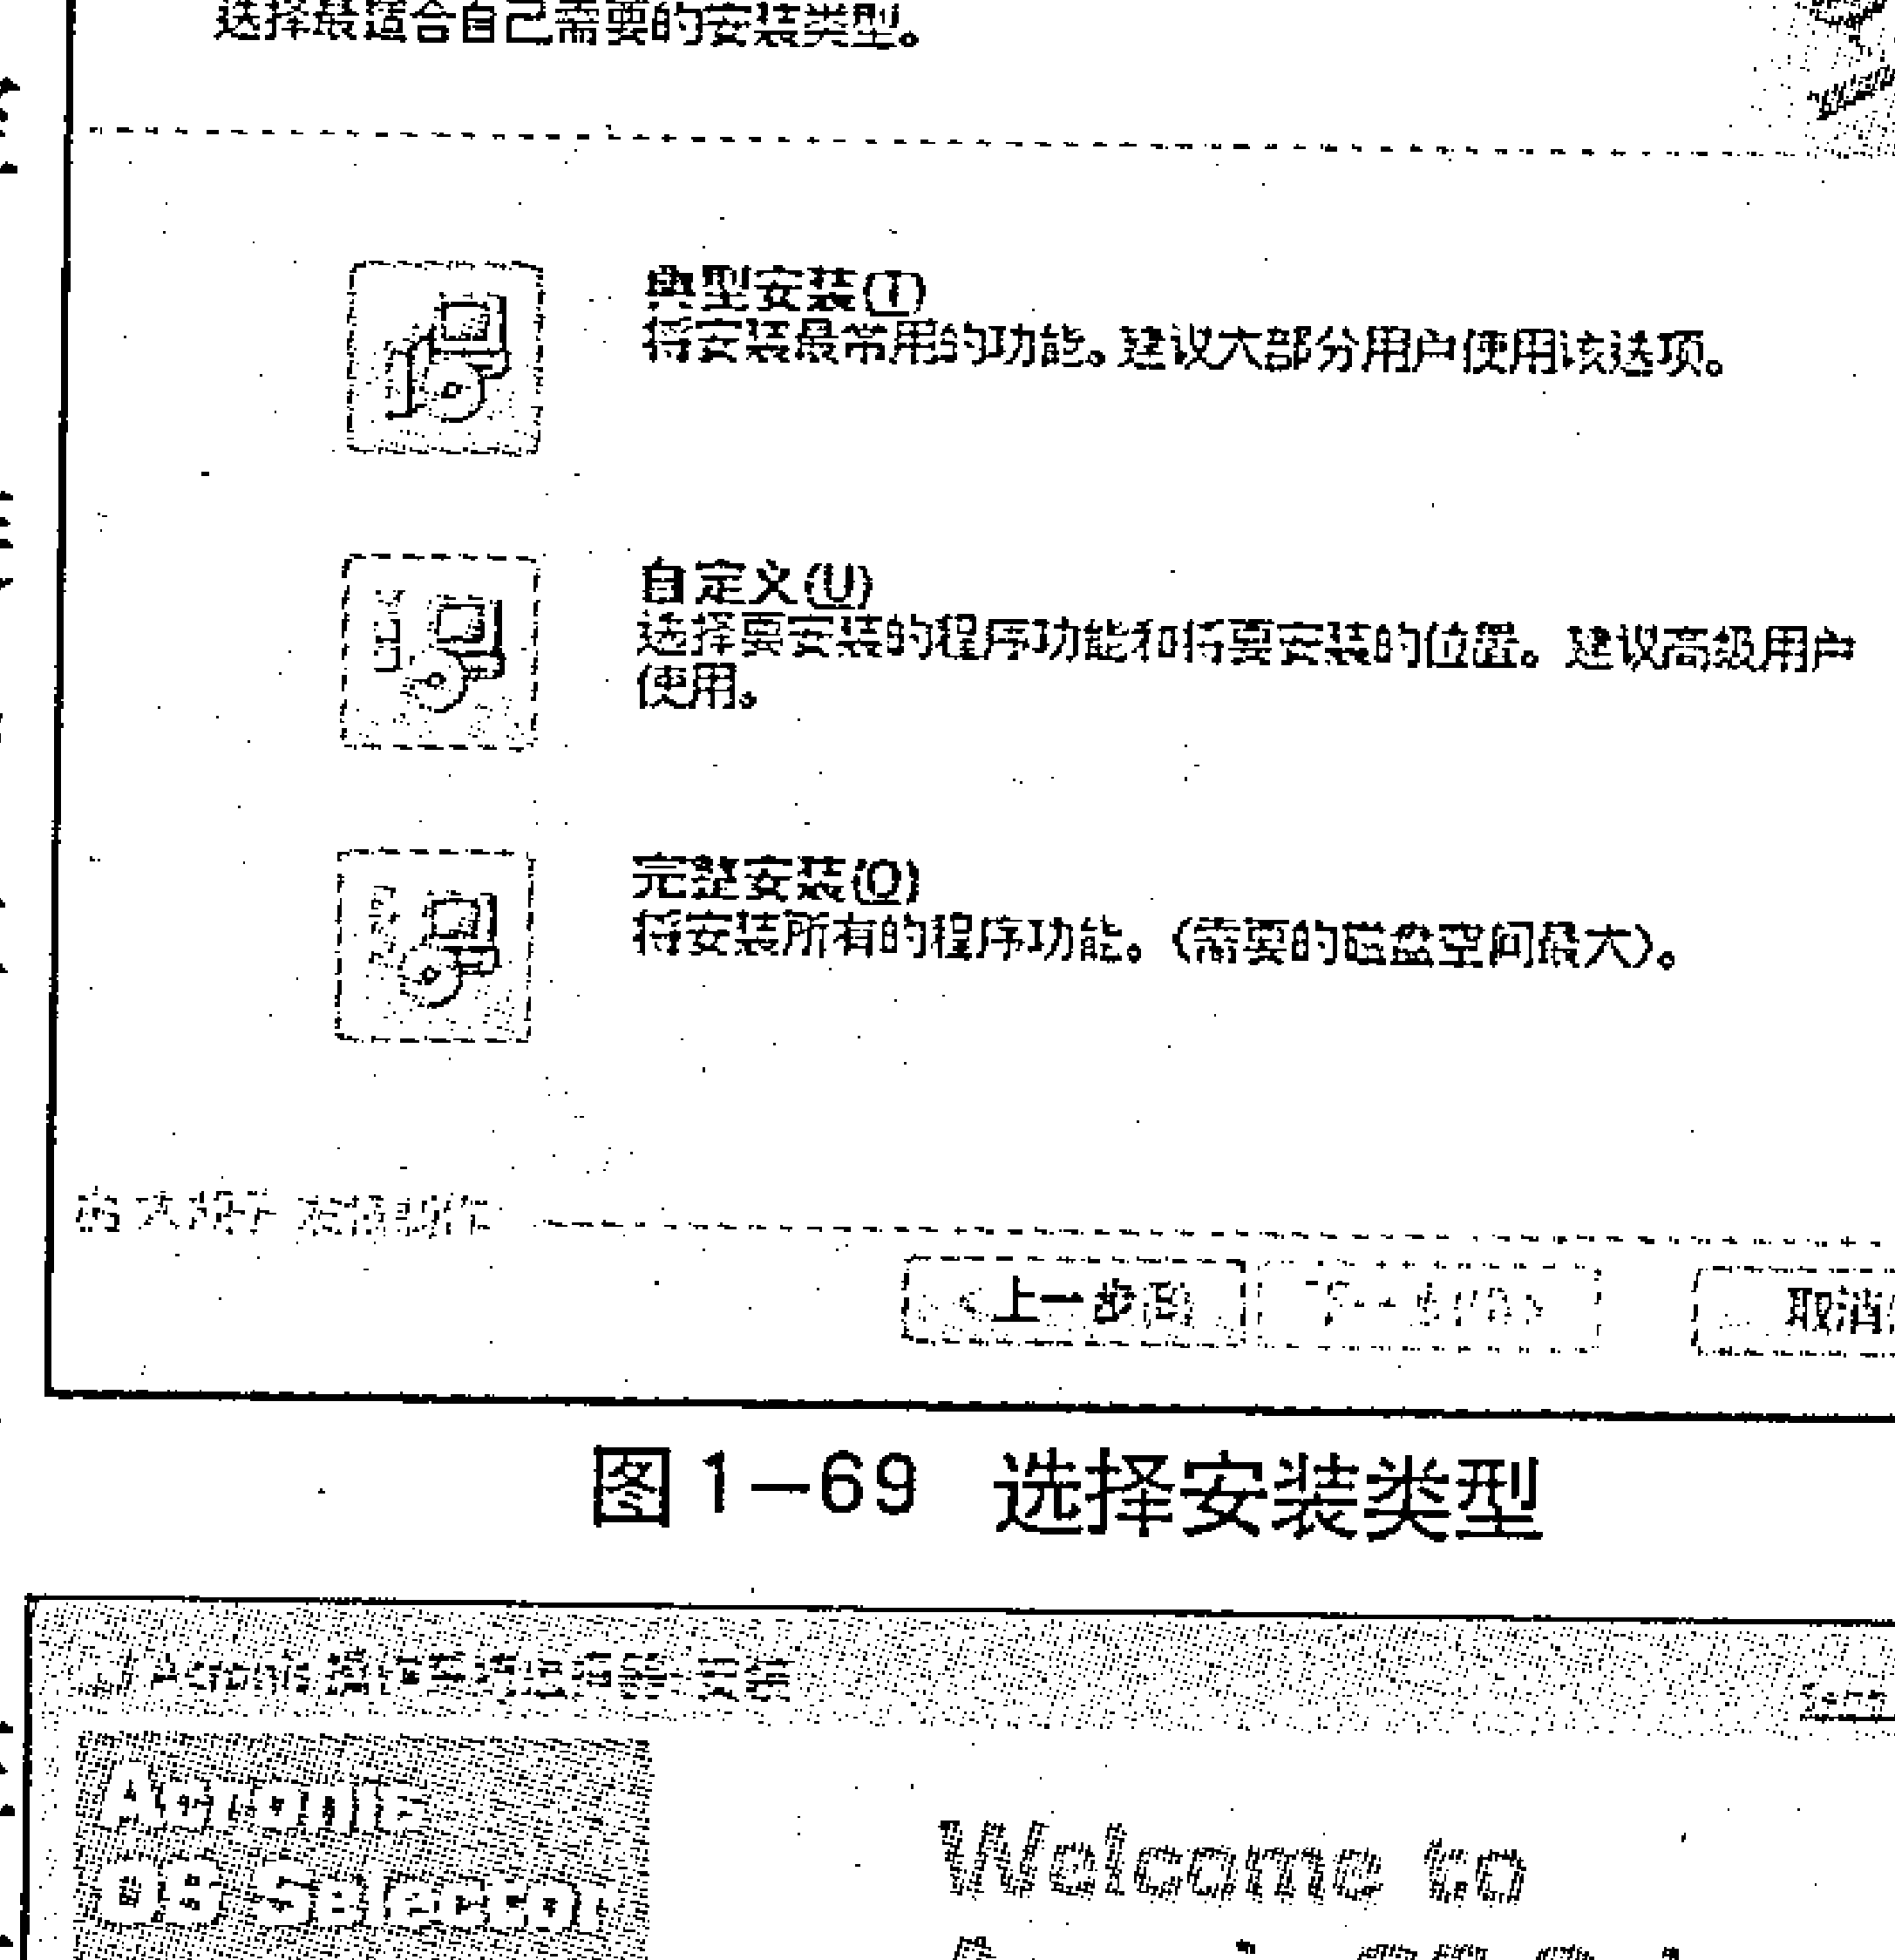 选择最适合自己需要的安装类型。
典型安装(T)
将安装最常用的功能。建议大部分用户使用该选项。
自定义(U)
选择要安装的程序功能和将要安装的位置。建议高级用户
使用。
完整安装(O)
将安装所有的程序功能。(需要的磁盘空间最大)。
<上一步(B)
取消
图1-69 选择安装类型
Acronis
OS Selector
Welcome to